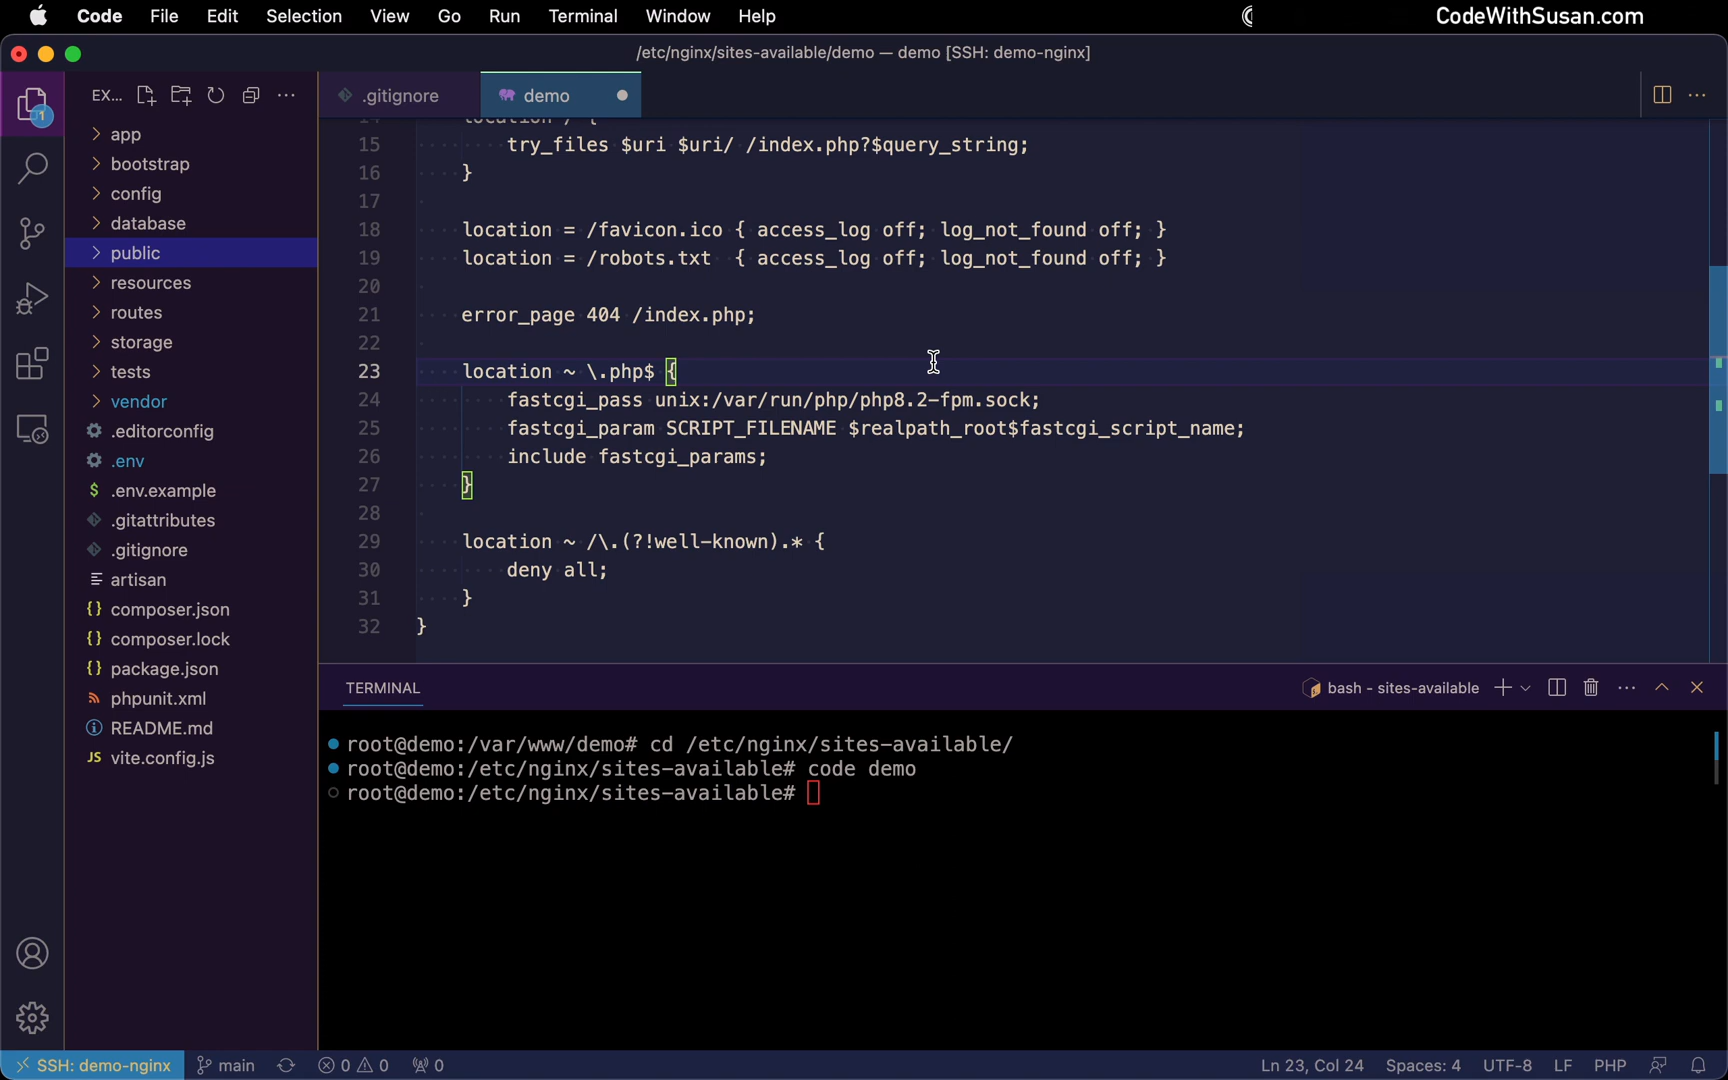 Code File Edit Selection View Go Run Terminal Window Help CodeWithSusan.com
/etc/nginx/sites-available/demo — demo [SSH: demo-nginx]
EX... .gitignore demo
app
bootstrap
config
database
public
resources
routes
storage
tests
vendor
.editorconfig
.env
$ .env.example
.gitattributes
.gitignore
artisan
{} composer.json
{} composer.lock
{} package.json
phpunit.xml
README.md
JS vite.config.js
14 location / {
15 try_files $uri $uri/ /index.php?$query_string;
16 }
17
18 location = /favicon.ico { access_log off; log_not_found off; }
19 location = /robots.txt  { access_log off; log_not_found off; }
20
21 error_page 404 /index.php;
22
23 location ~ \.php$ {
24 fastcgi_pass unix:/var/run/php/php8.2-fpm.sock;
25 fastcgi_param SCRIPT_FILENAME $realpath_root$fastcgi_script_name;
26 include fastcgi_params;
27 }
28
29 location ~ /\.(?!well-known).* {
30 deny all;
31 }
32 }
TERMINAL bash - sites-available
root@demo:/var/www/demo# cd /etc/nginx/sites-available/
root@demo:/etc/nginx/sites-available# code demo
root@demo:/etc/nginx/sites-available#
1
SSH: demo-nginx main 0 0 0 Ln 23, Col 24 Spaces: 4 UTF-8 LF PHP